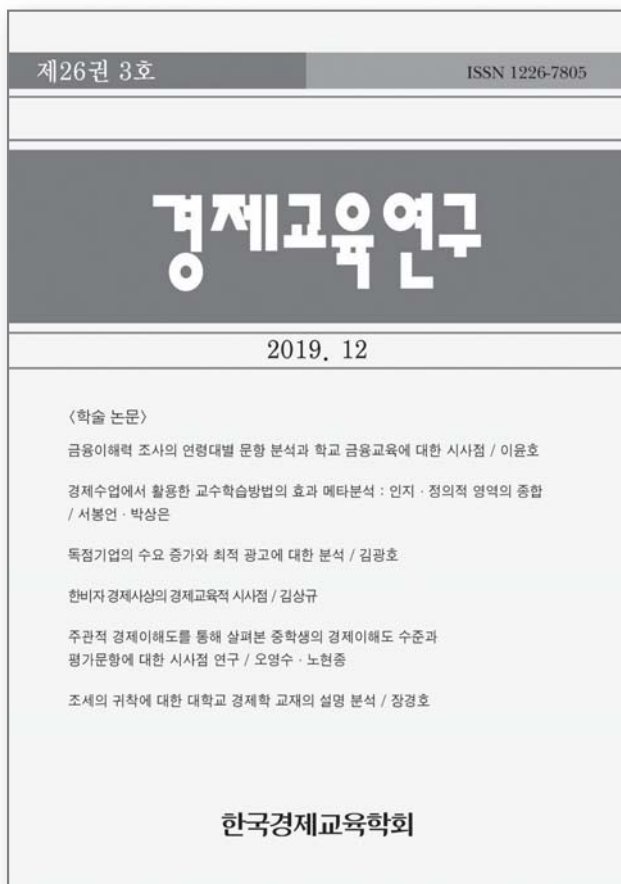 제26권 3호 ISSN 1226-7805
경제교육연구
2019. 12
〈학술 논문〉
금융이해력 조사의 연령대별 문항 분석과 학교 금융교육에 대한 시사점 / 이윤호
경제수업에서 활용한 교수학습방법의 효과 메타분석 : 인지 · 정의적 영역의 종합
/ 서봉언 · 박상은
독점기업의 수요 증가와 최적 광고에 대한 분석 / 김광호
한비자 경제사상의 경제교육적 시사점 / 김상규
주관적 경제이해도를 통해 살펴본 중학생의 경제이해도 수준과
평가문항에 대한 시사점 연구 / 오영수 · 노현종
조세의 귀착에 대한 대학교 경제학 교재의 설명 분석 / 장경호
한국경제교육학회